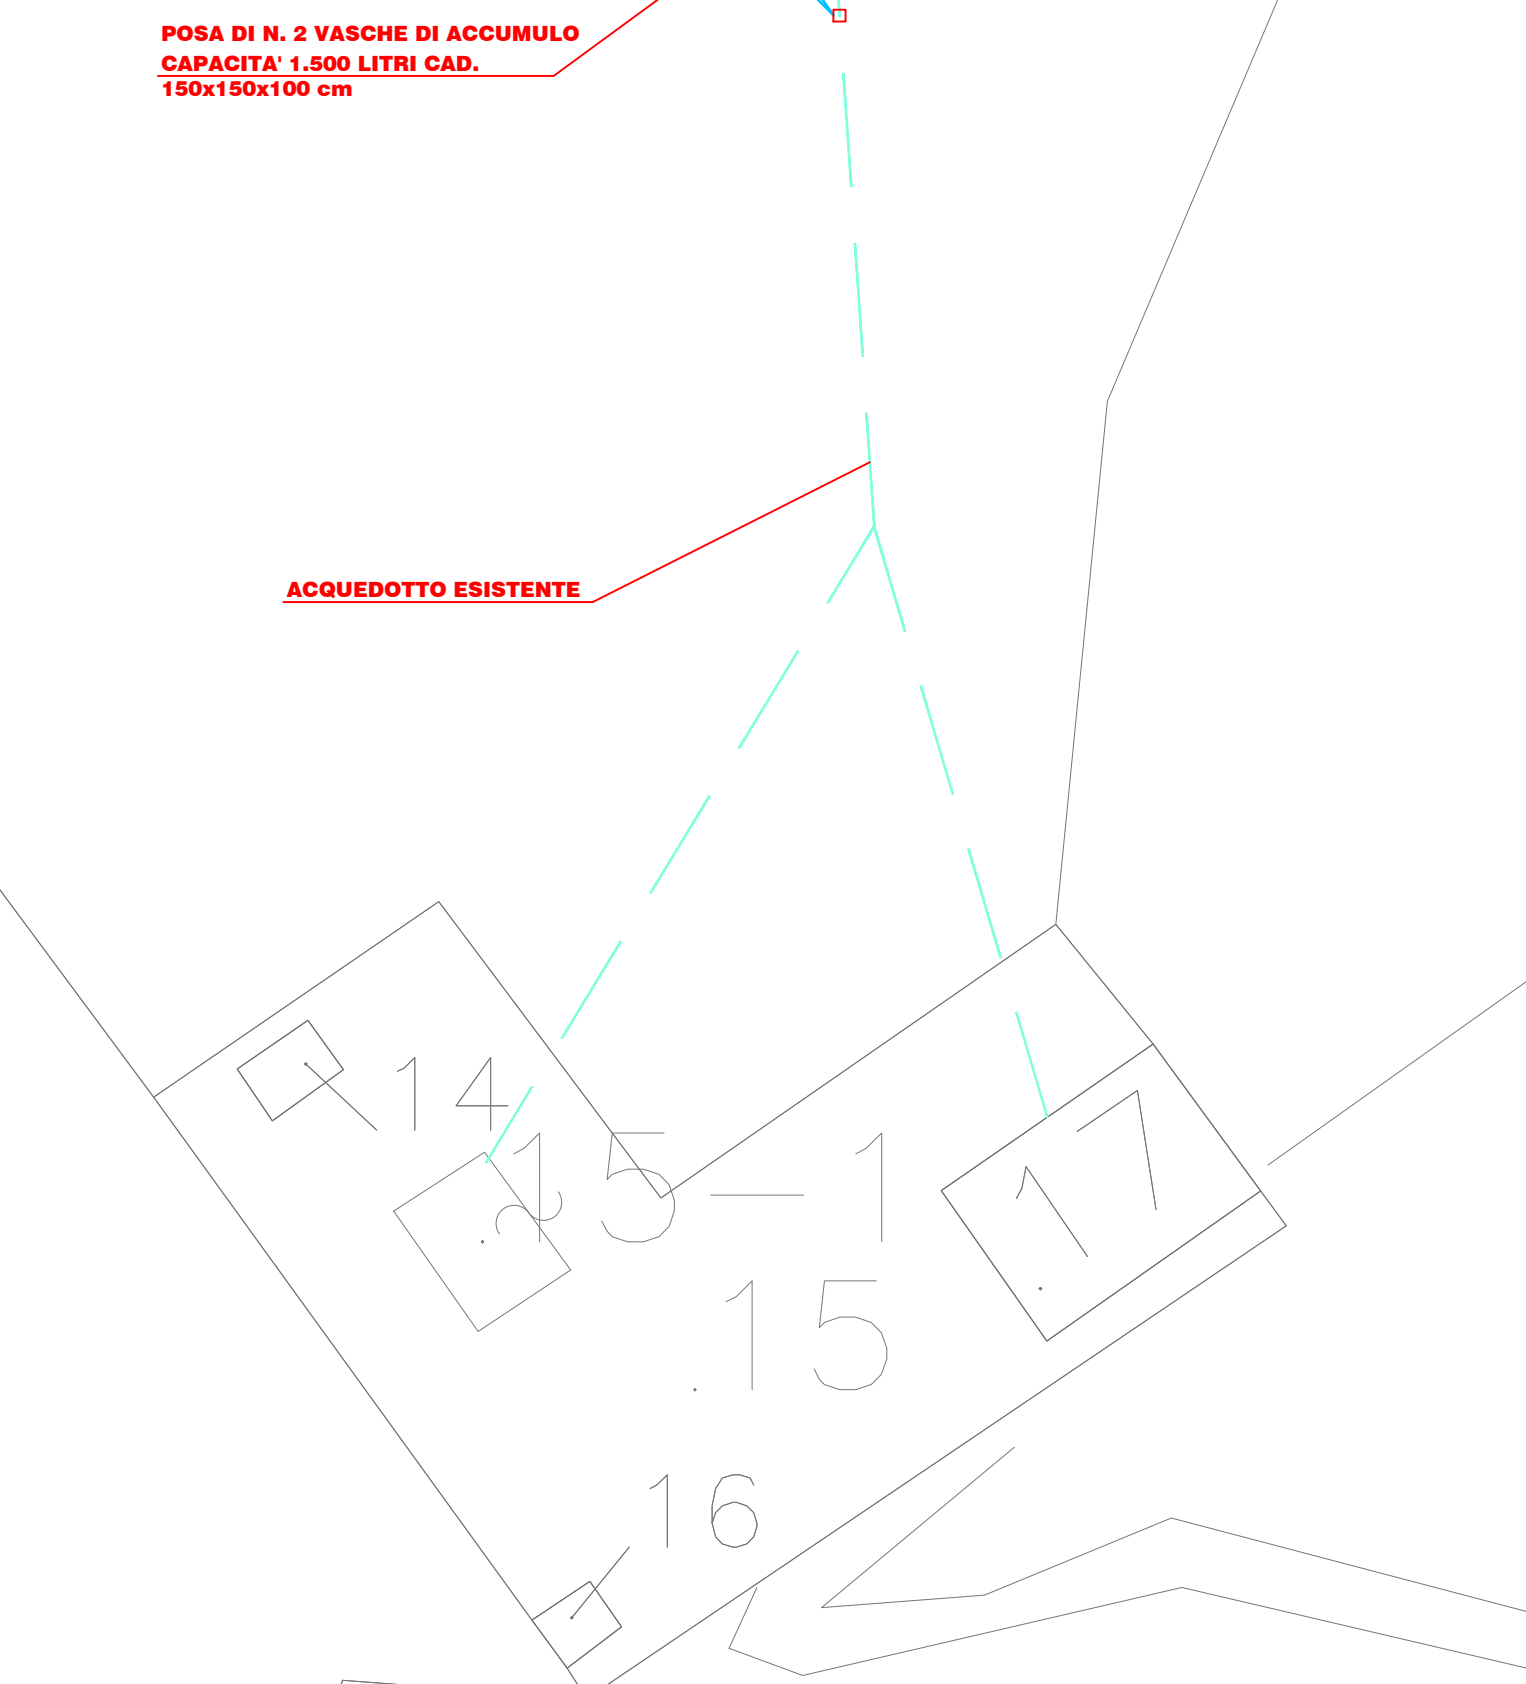 POSA DI N. 2 VASCHE DI ACCUMULO
CAPACITA' 1.500 LITRI CAD.
150x150x100 cm
ACQUEDOTTO ESISTENTE
14
15-1
17
15
16